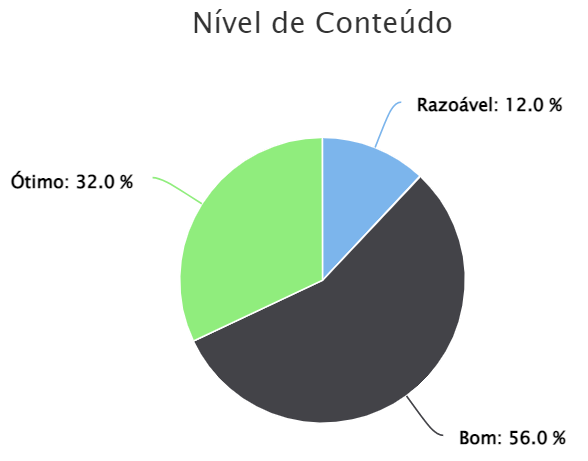 Nível de Conteúdo
Razoável: 12.0 %
Ótimo: 32.0 %
Bom: 56.0 %